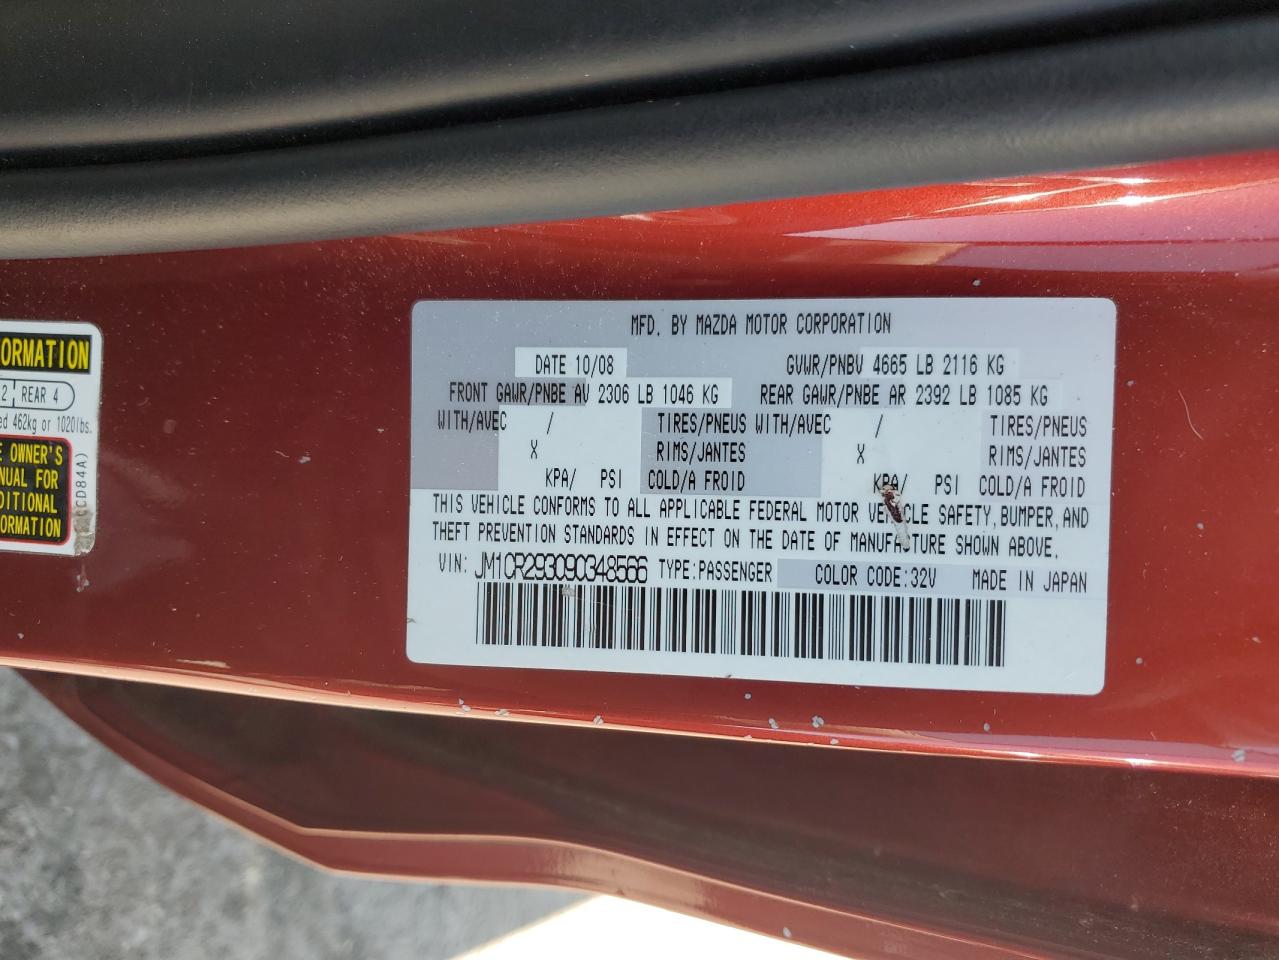 ORMATION
2 REAR 4
ed 462kg or 1020lbs.
E OWNER'S
NUAL FOR
DITIONAL
FORMATION
CD84A)
MFD. BY MAZDA MOTOR CORPORATION
DATE 10/08 GVWR/PNBV 4665 LB 2116 KG
FRONT GAWR/PNBE AV 2306 LB 1046 KG REAR GAWR/PNBE AR 2392 LB 1085 KG
WITH/AVEC / TIRES/PNEUS WITH/AVEC / TIRES/PNEUS
X RIMS/JANTES X RIMS/JANTES
KPA/ PSI COLD/A FROID KPA/ PSI COLD/A FROID
THIS VEHICLE CONFORMS TO ALL APPLICABLE FEDERAL MOTOR VEHICLE SAFETY, BUMPER, AND
THEFT PREVENTION STANDARDS IN EFFECT ON THE DATE OF MANUFACTURE SHOWN ABOVE.
VIN: JM1CR293090348566 TYPE:PASSENGER COLOR CODE:32V MADE IN JAPAN